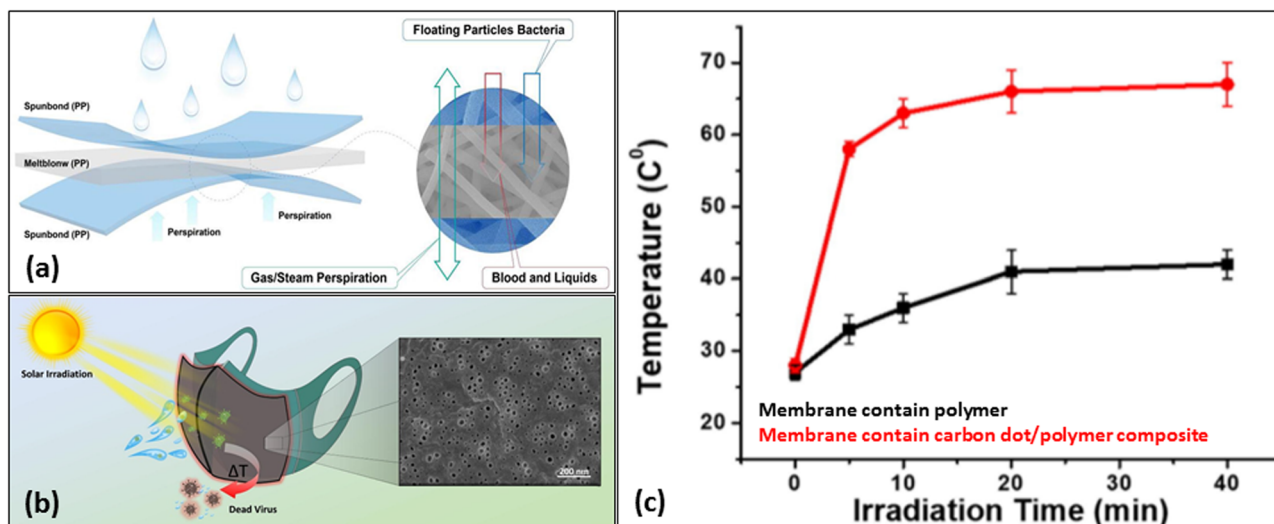 Floating Particles Bacteria
Spunbond (PP)
Meltblonw (PP)
Perspiration
Perspiration
Spunbond (PP)
Gas/Steam Perspiration
Blood and Liquids
(a)
Solar Irradiation
ΔT
200 nm
Dead Virus
(b)
Temperature (C⁰)
70
60
50
40
30
20
Membrane contain polymer
Membrane contain carbon dot/polymer composite
0
10
20
30
40
Irradiation Time (min)
(c)